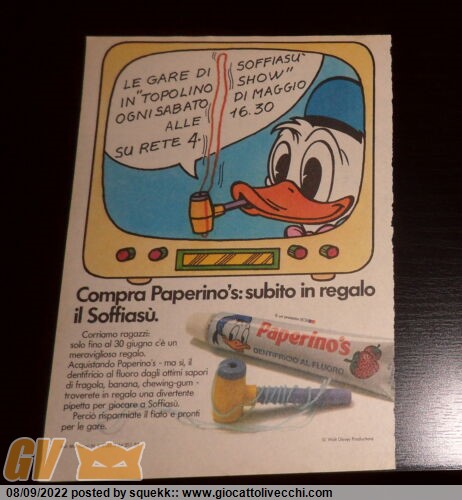 LE GARE DI SOFFIASÙ
IN "TOPOLINO SHOW"
OGNI SABATO DI MAGGIO
ALLE 16.30
SU RETE 4.
Compra Paperino's: subito in regalo
il Soffiasù.
Corriamo ragazzi:
solo fino al 30 giugno c'è un
meraviglioso regalo.
Acquistando Paperino's - ma sì, il
dentifricio al fluoro dagli ottimi sapori
di fragola, banana, chewing-gum -
troverete in regalo una divertente
pipetta per giocare a Soffiasù.
Perciò risparmiate il fiato e pronti
per le gare.
Paperino's
DENTIFRICIO AL FLUORO
© Walt Disney Productions
GV
08/09/2022 posted by squekk:: www.giocattolivecchi.com